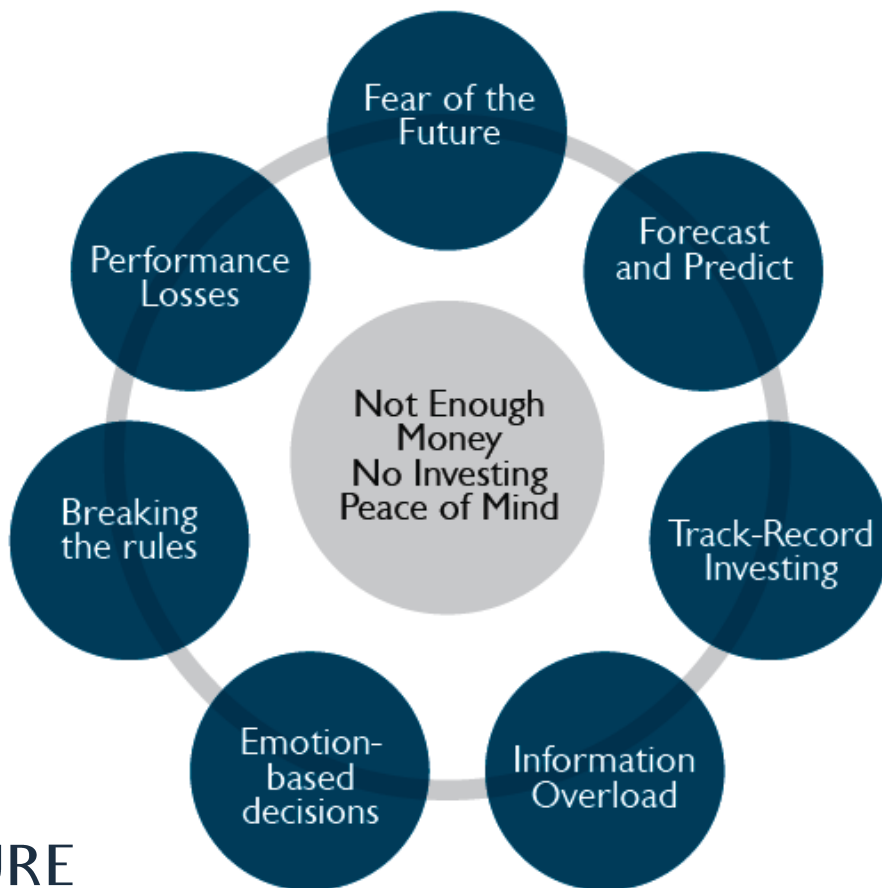 Fear of the
Future
Forecast
and Predict
Track-Record
Investing
Information
Overload
Emotion-
based
decisions
Breaking
the rules
Performance
Losses
Not Enough
Money
No Investing
Peace of Mind
URE